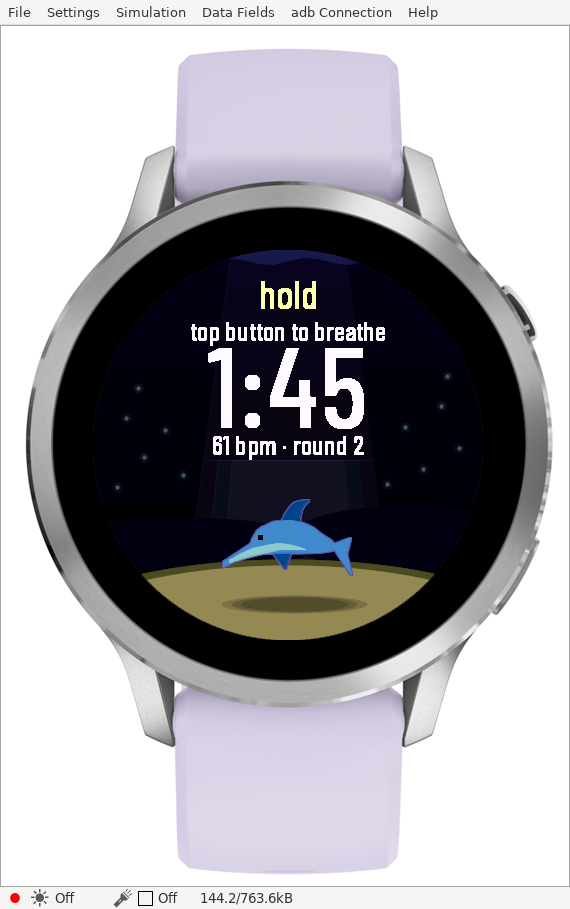 File Settings Simulation Data Fields adb Connection Help
hold
top button to breathe
1:45
61 bpm · round 2
Off Off 144.2/763.6kB